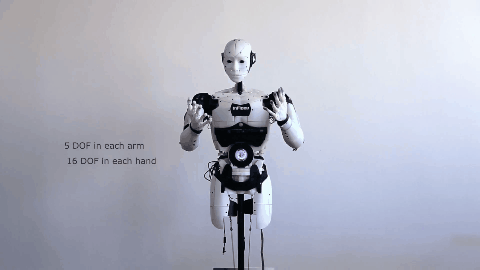 5 DOF in each arm
16 DOF in each hand